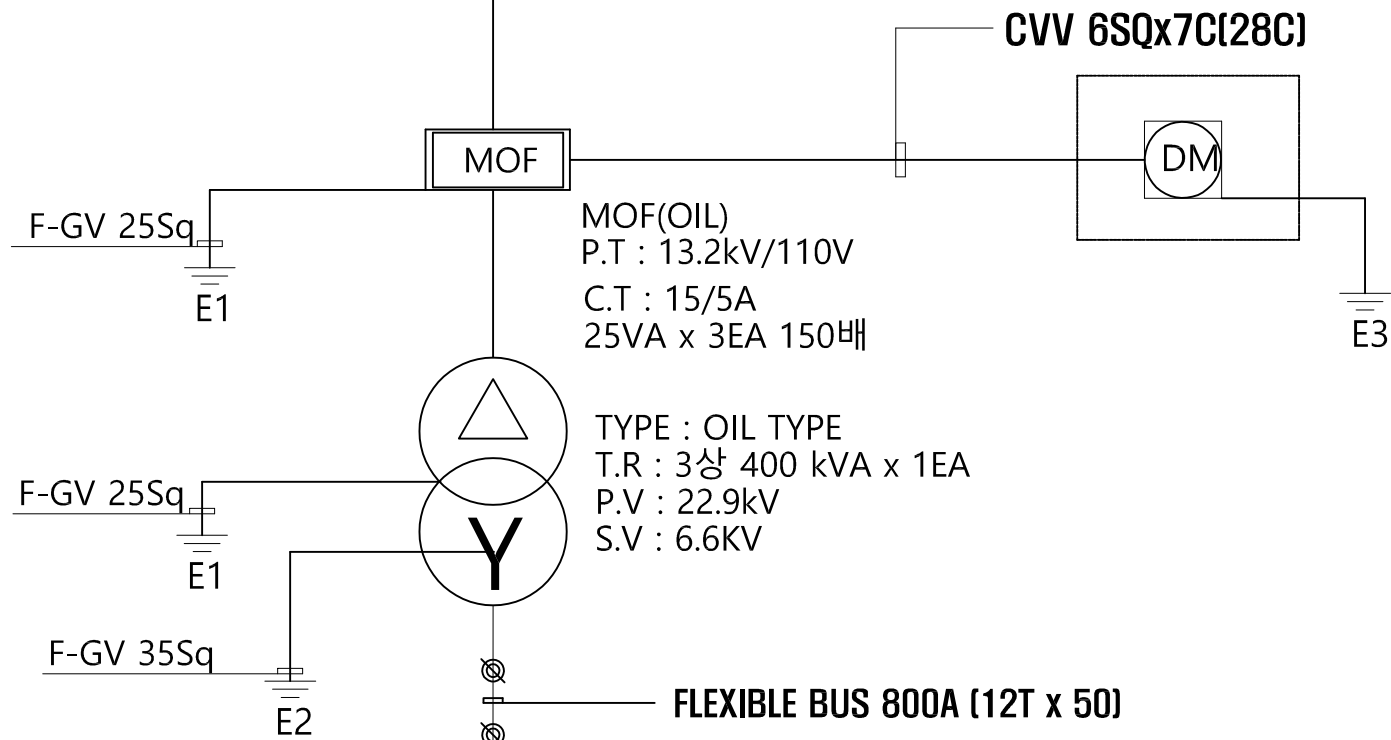 CVV 6SQx7C(28C)
MOF
DM
F-GV 25Sq
E1
MOF(OIL)
P.T : 13.2kV/110V
C.T : 15/5A
25VA x 3EA 150배
E3
TYPE : OIL TYPE
T.R : 3상 400 kVA x 1EA
P.V : 22.9kV
S.V : 6.6KV
F-GV 25Sq
E1
Y
F-GV 35Sq
E2
FLEXIBLE BUS 800A (12T x 50)